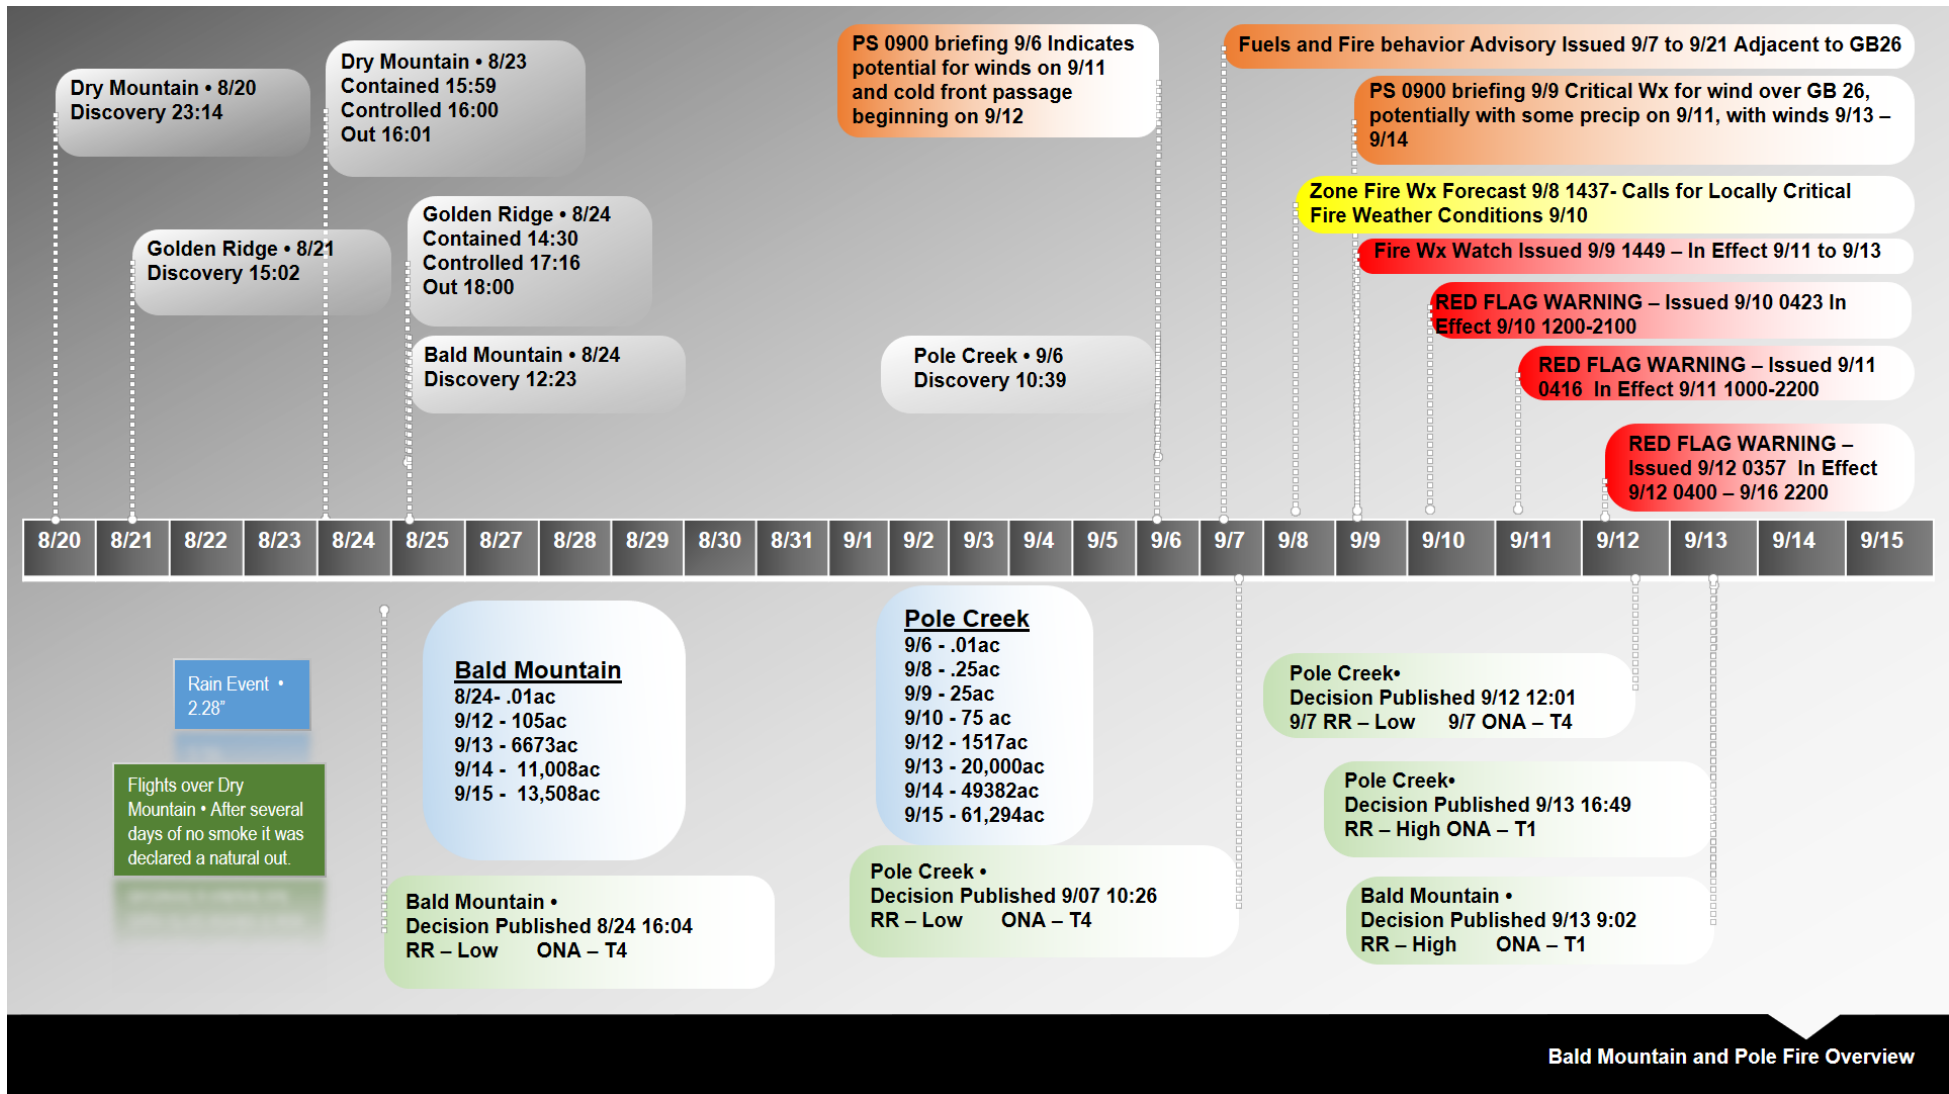 Dry Mountain • 8/20
Discovery 23:14
Dry Mountain • 8/23
Contained 15:59
Controlled 16:00
Out 16:01
Golden Ridge • 8/21
Discovery 15:02
Golden Ridge • 8/24
Contained 14:30
Controlled 17:16
Out 18:00
Bald Mountain • 8/24
Discovery 12:23
PS 0900 briefing 9/6 Indicates
potential for winds on 9/11
and cold front passage
beginning on 9/12
Pole Creek • 9/6
Discovery 10:39
Fuels and Fire behavior Advisory Issued 9/7 to 9/21 Adjacent to GB26
PS 0900 briefing 9/9 Critical Wx for wind over GB 26,
potentially with some precip on 9/11, with winds 9/13 –
9/14
Zone Fire Wx Forecast 9/8 1437- Calls for Locally Critical
Fire Weather Conditions 9/10
Fire Wx Watch Issued 9/9 1449 – In Effect 9/11 to 9/13
RED FLAG WARNING – Issued 9/10 0423 In
Effect 9/10 1200-2100
RED FLAG WARNING – Issued 9/11
0416 In Effect 9/11 1000-2200
RED FLAG WARNING –
Issued 9/12 0357 In Effect
9/12 0400 – 9/16 2200
8/20 8/21 8/22 8/23 8/24 8/25 8/27 8/28 8/29 8/30 8/31 9/1 9/2 9/3 9/4 9/5 9/6 9/7 9/8 9/9 9/10 9/11 9/12 9/13 9/14 9/15
Rain Event •
2.28”
Flights over Dry
Mountain • After several
days of no smoke it was
declared a natural out.
Bald Mountain
8/24- .01ac
9/12 - 105ac
9/13 - 6673ac
9/14 - 11,008ac
9/15 - 13,508ac
Bald Mountain •
Decision Published 8/24 16:04
RR – Low ONA – T4
Pole Creek
9/6 - .01ac
9/8 - .25ac
9/9 - 25ac
9/10 - 75 ac
9/12 - 1517ac
9/13 - 20,000ac
9/14 - 49382ac
9/15 - 61,294ac
Pole Creek •
Decision Published 9/07 10:26
RR – Low ONA – T4
Pole Creek•
Decision Published 9/12 12:01
9/7 RR – Low 9/7 ONA – T4
Pole Creek•
Decision Published 9/13 16:49
RR – High ONA – T1
Bald Mountain •
Decision Published 9/13 9:02
RR – High ONA – T1
Bald Mountain and Pole Fire Overview